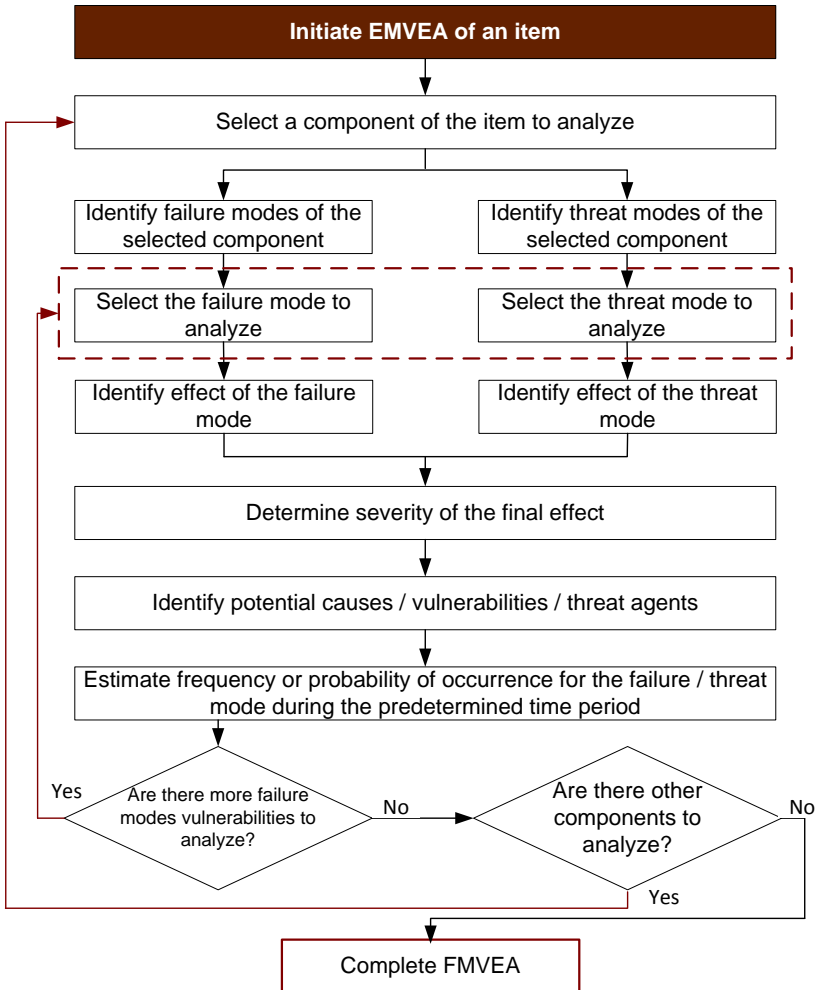 Initiate EMVEA of an item
Select a component of the item to analyze
Identify failure modes of the
selected component
Identify threat modes of the
selected component
Select the failure mode to
analyze
Select the threat mode to
analyze
Identify effect of the failure
mode
Identify effect of the threat
mode
Determine severity of the final effect
Identify potential causes / vulnerabilities / threat agents
Estimate frequency or probability of occurrence for the failure / threat
mode during the predetermined time period
Yes
Are there more failure
modes vulnerabilities to
analyze?
No
Are there other
components to
analyze?
No
Yes
Complete FMVEA